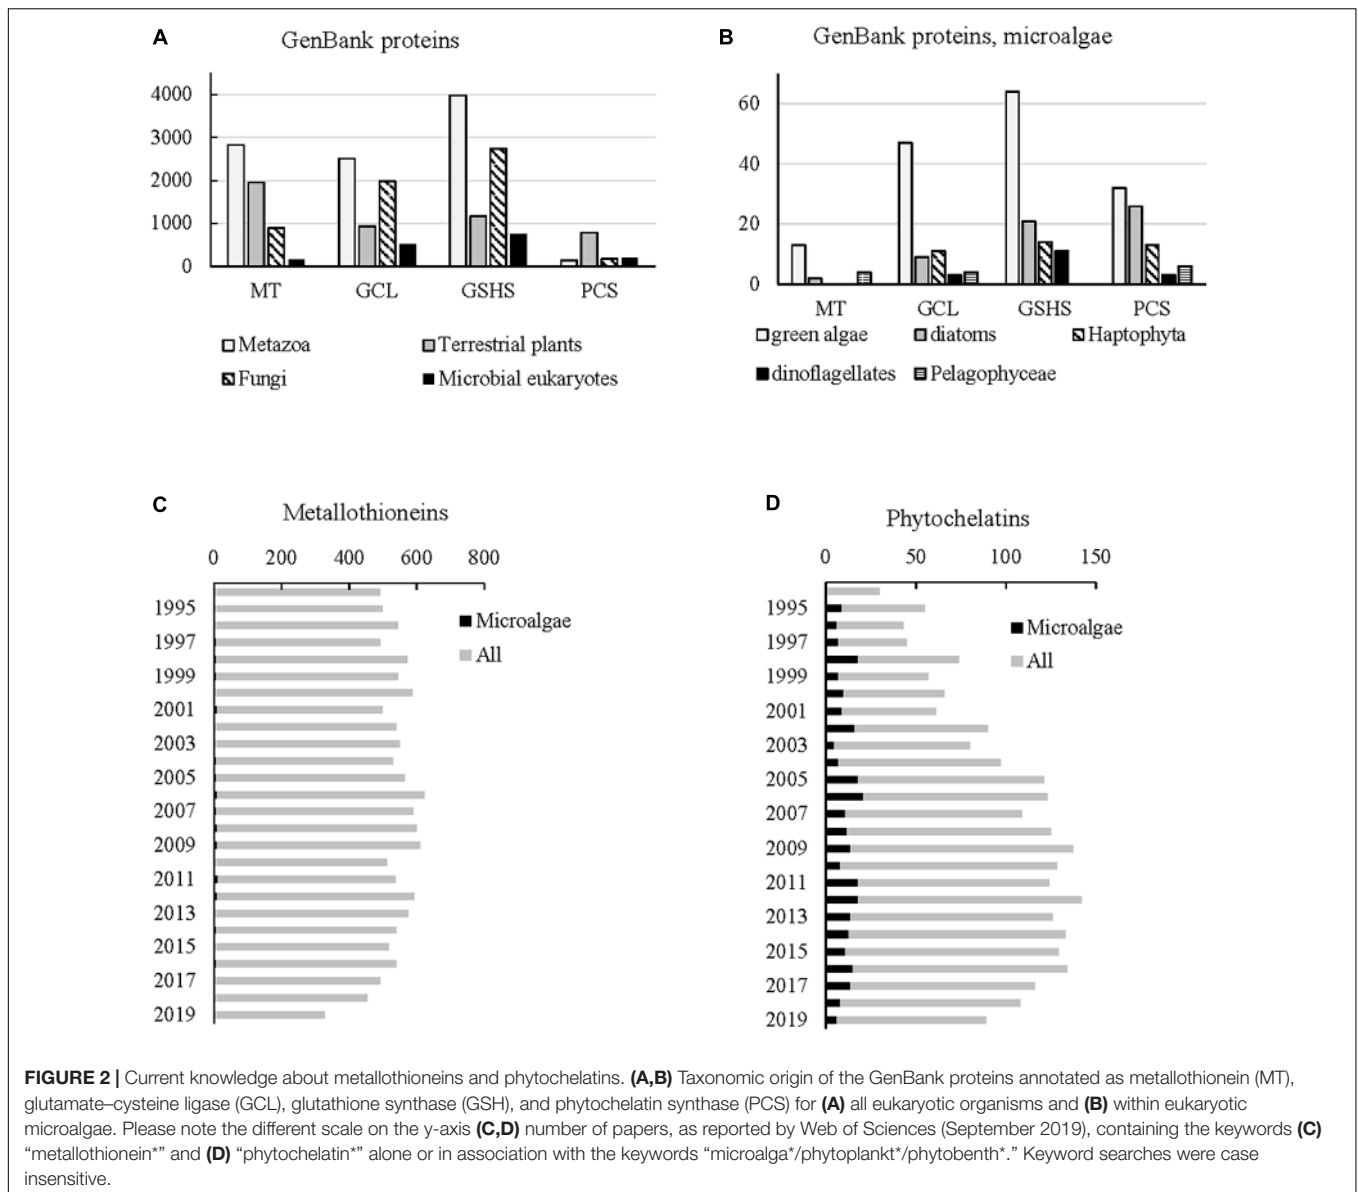 A
GenBank proteins
4000
3000
2000
1000
0
MT GCL GSHS PCS
Metazoa Terrestrial plants
Fungi Microbial eukaryotes
B
GenBank proteins, microalgae
60
40
20
0
MT GCL GSHS PCS
green algae diatoms Haptophyta
dinoflagellates Pelagophyceae
C
Metallothioneins
0 200 400 600 800
1995
1997
1999
2001
2003
2005
2007
2009
2011
2013
2015
2017
2019
Microalgae
All
D
Phytochelatins
0 50 100 150
1995
1997
1999
2001
2003
2005
2007
2009
2011
2013
2015
2017
2019
Microalgae
All
FIGURE 2 | Current knowledge about metallothioneins and phytochelatins. (A,B) Taxonomic origin of the GenBank proteins annotated as metallothionein (MT),
glutamate–cysteine ligase (GCL), glutathione synthase (GSH), and phytochelatin synthase (PCS) for (A) all eukaryotic organisms and (B) within eukaryotic
microalgae. Please note the different scale on the y-axis (C,D) number of papers, as reported by Web of Sciences (September 2019), containing the keywords (C)
“metallothionein*” and (D) “phytochelatin*” alone or in association with the keywords “microalga*/phytoplankt*/phytobenth*.” Keyword searches were case
insensitive.